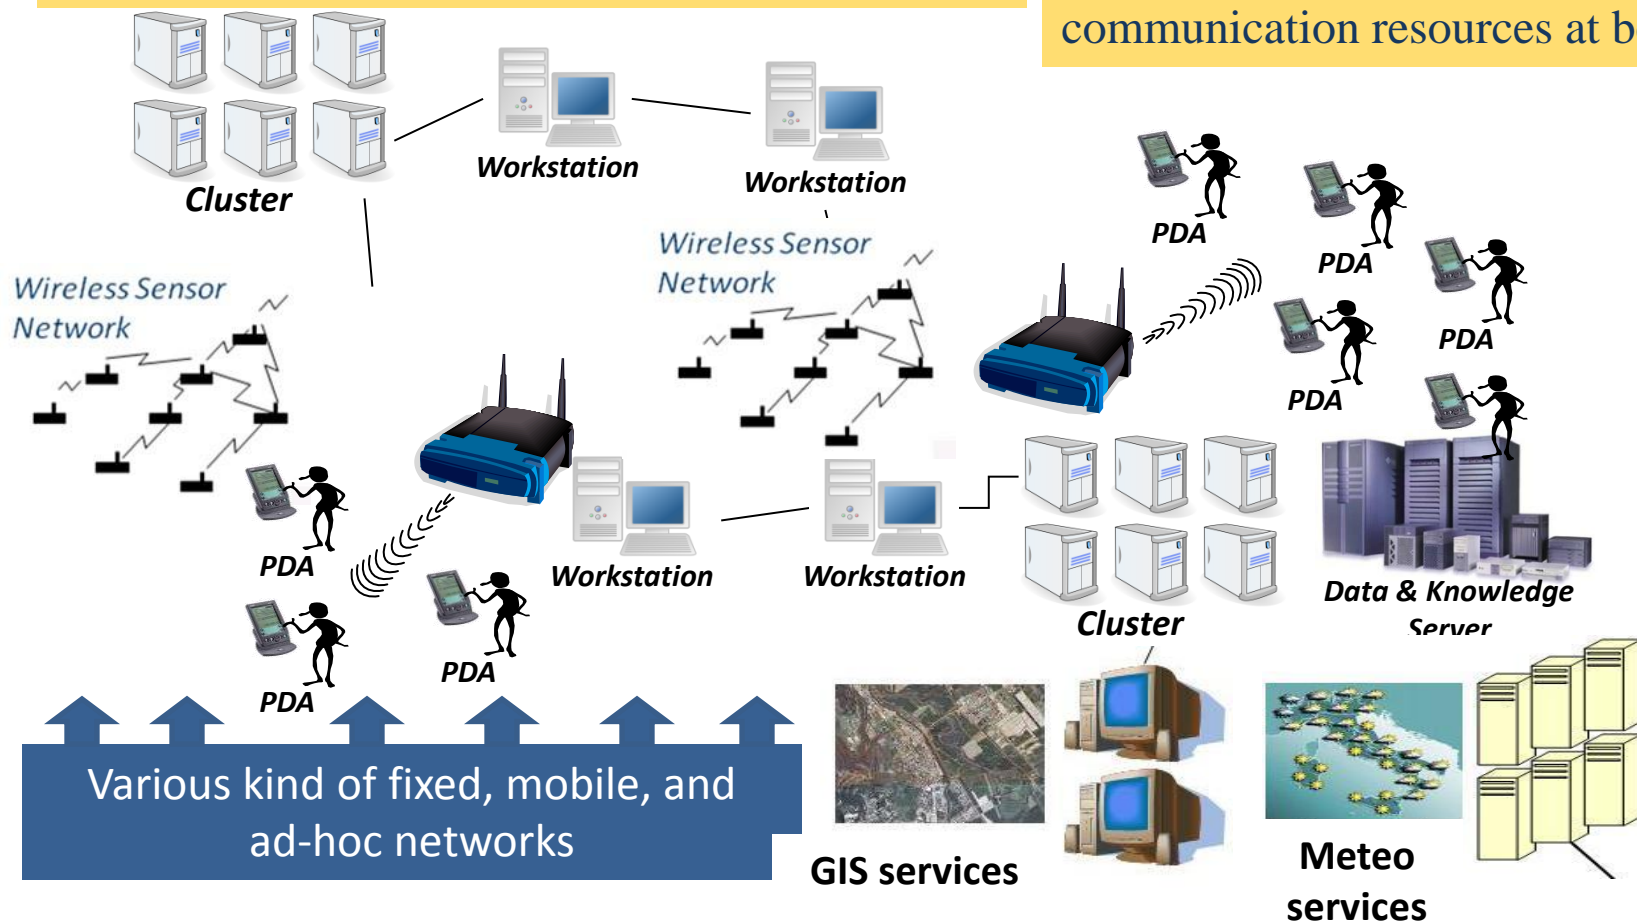 communication resources at b
Cluster
Workstation
Workstation
PDA
PDA
PDA
PDA
Wireless Sensor
Network
Wireless Sensor
Network
PDA
Workstation
Workstation
PDA
PDA
Cluster
Data & Knowledge
Server
Various kind of fixed, mobile, and
ad-hoc networks
GIS services
Meteo
services